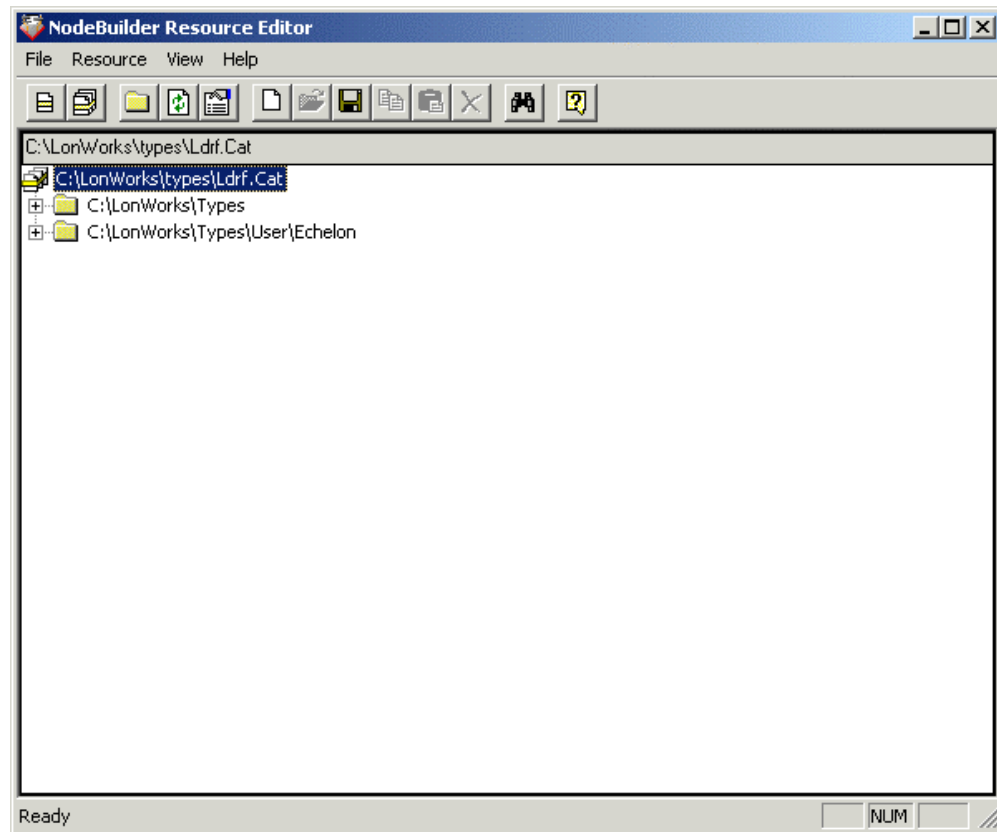 NodeBuilder Resource Editor
File Resource View Help
C:\LonWorks\types\Ldrf.Cat
C:\LonWorks\types\Ldrf.Cat
C:\LonWorks\Types
C:\LonWorks\Types\User\Echelon
Ready NUM